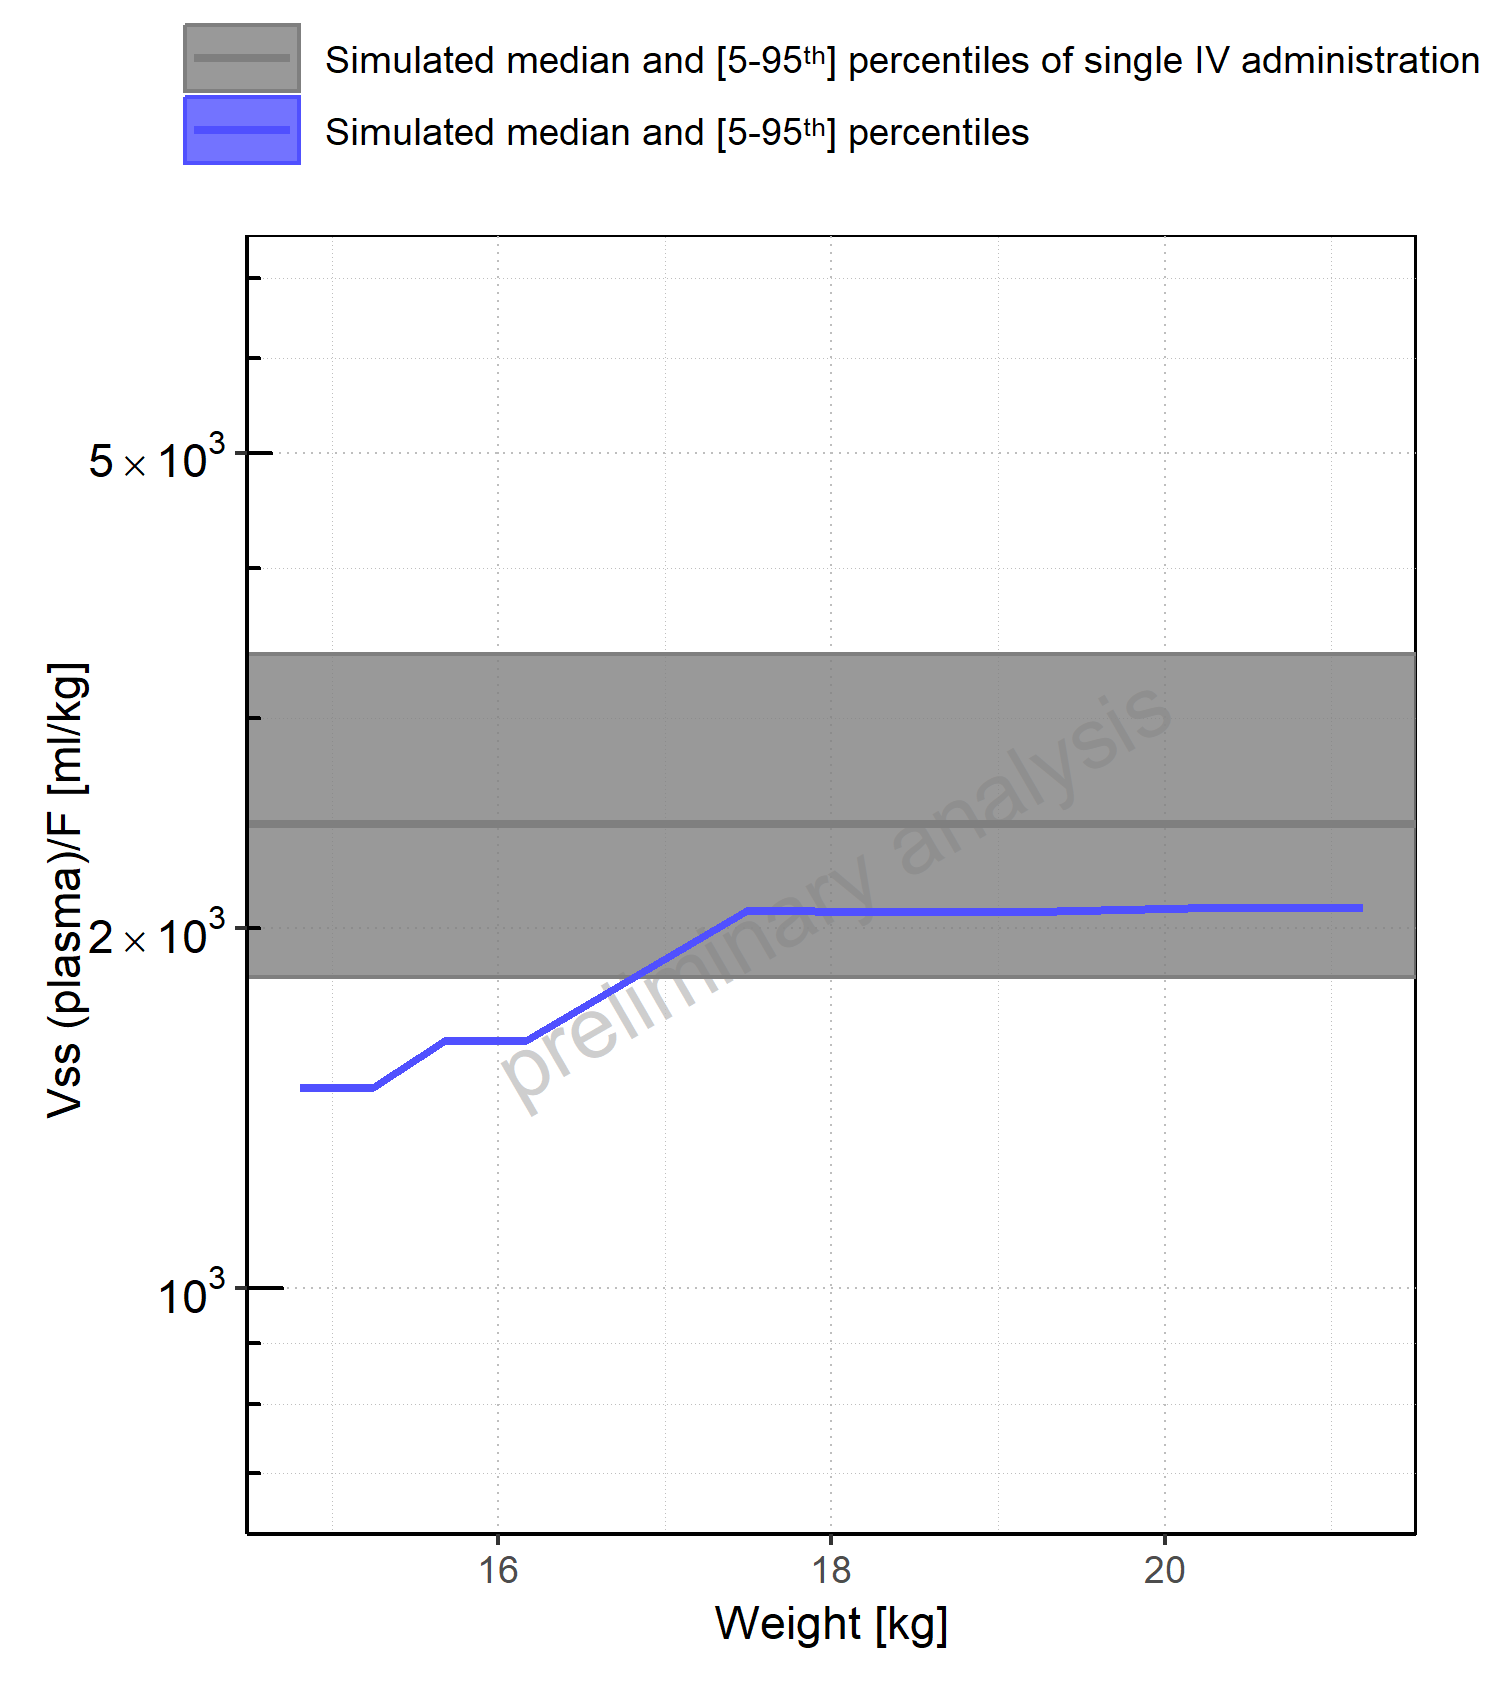 Simulated median and [5-95th] percentiles of single IV administration
Simulated median and [5-95th] percentiles
5 × 10³
2 × 10³
10³
Vss (plasma)/F [ml/kg]
preliminary analysis
16 18 20
Weight [kg]